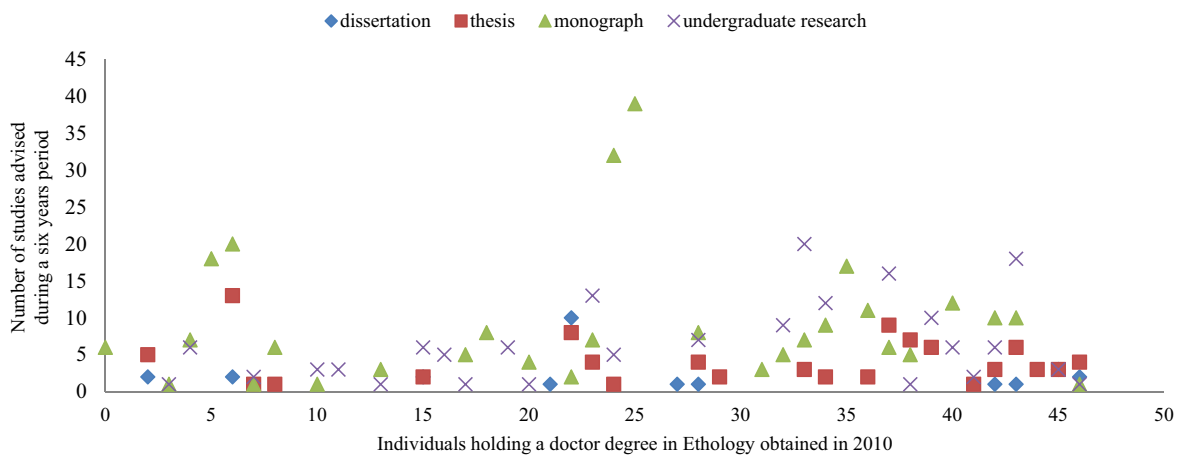 dissertation thesis monograph undergraduate research
45
40
35
30
25
20
15
10
5
0
Number of studies advised
during a six years period
0 5 10 15 20 25 30 35 40 45 50
Individuals holding a doctor degree in Ethology obtained in 2010